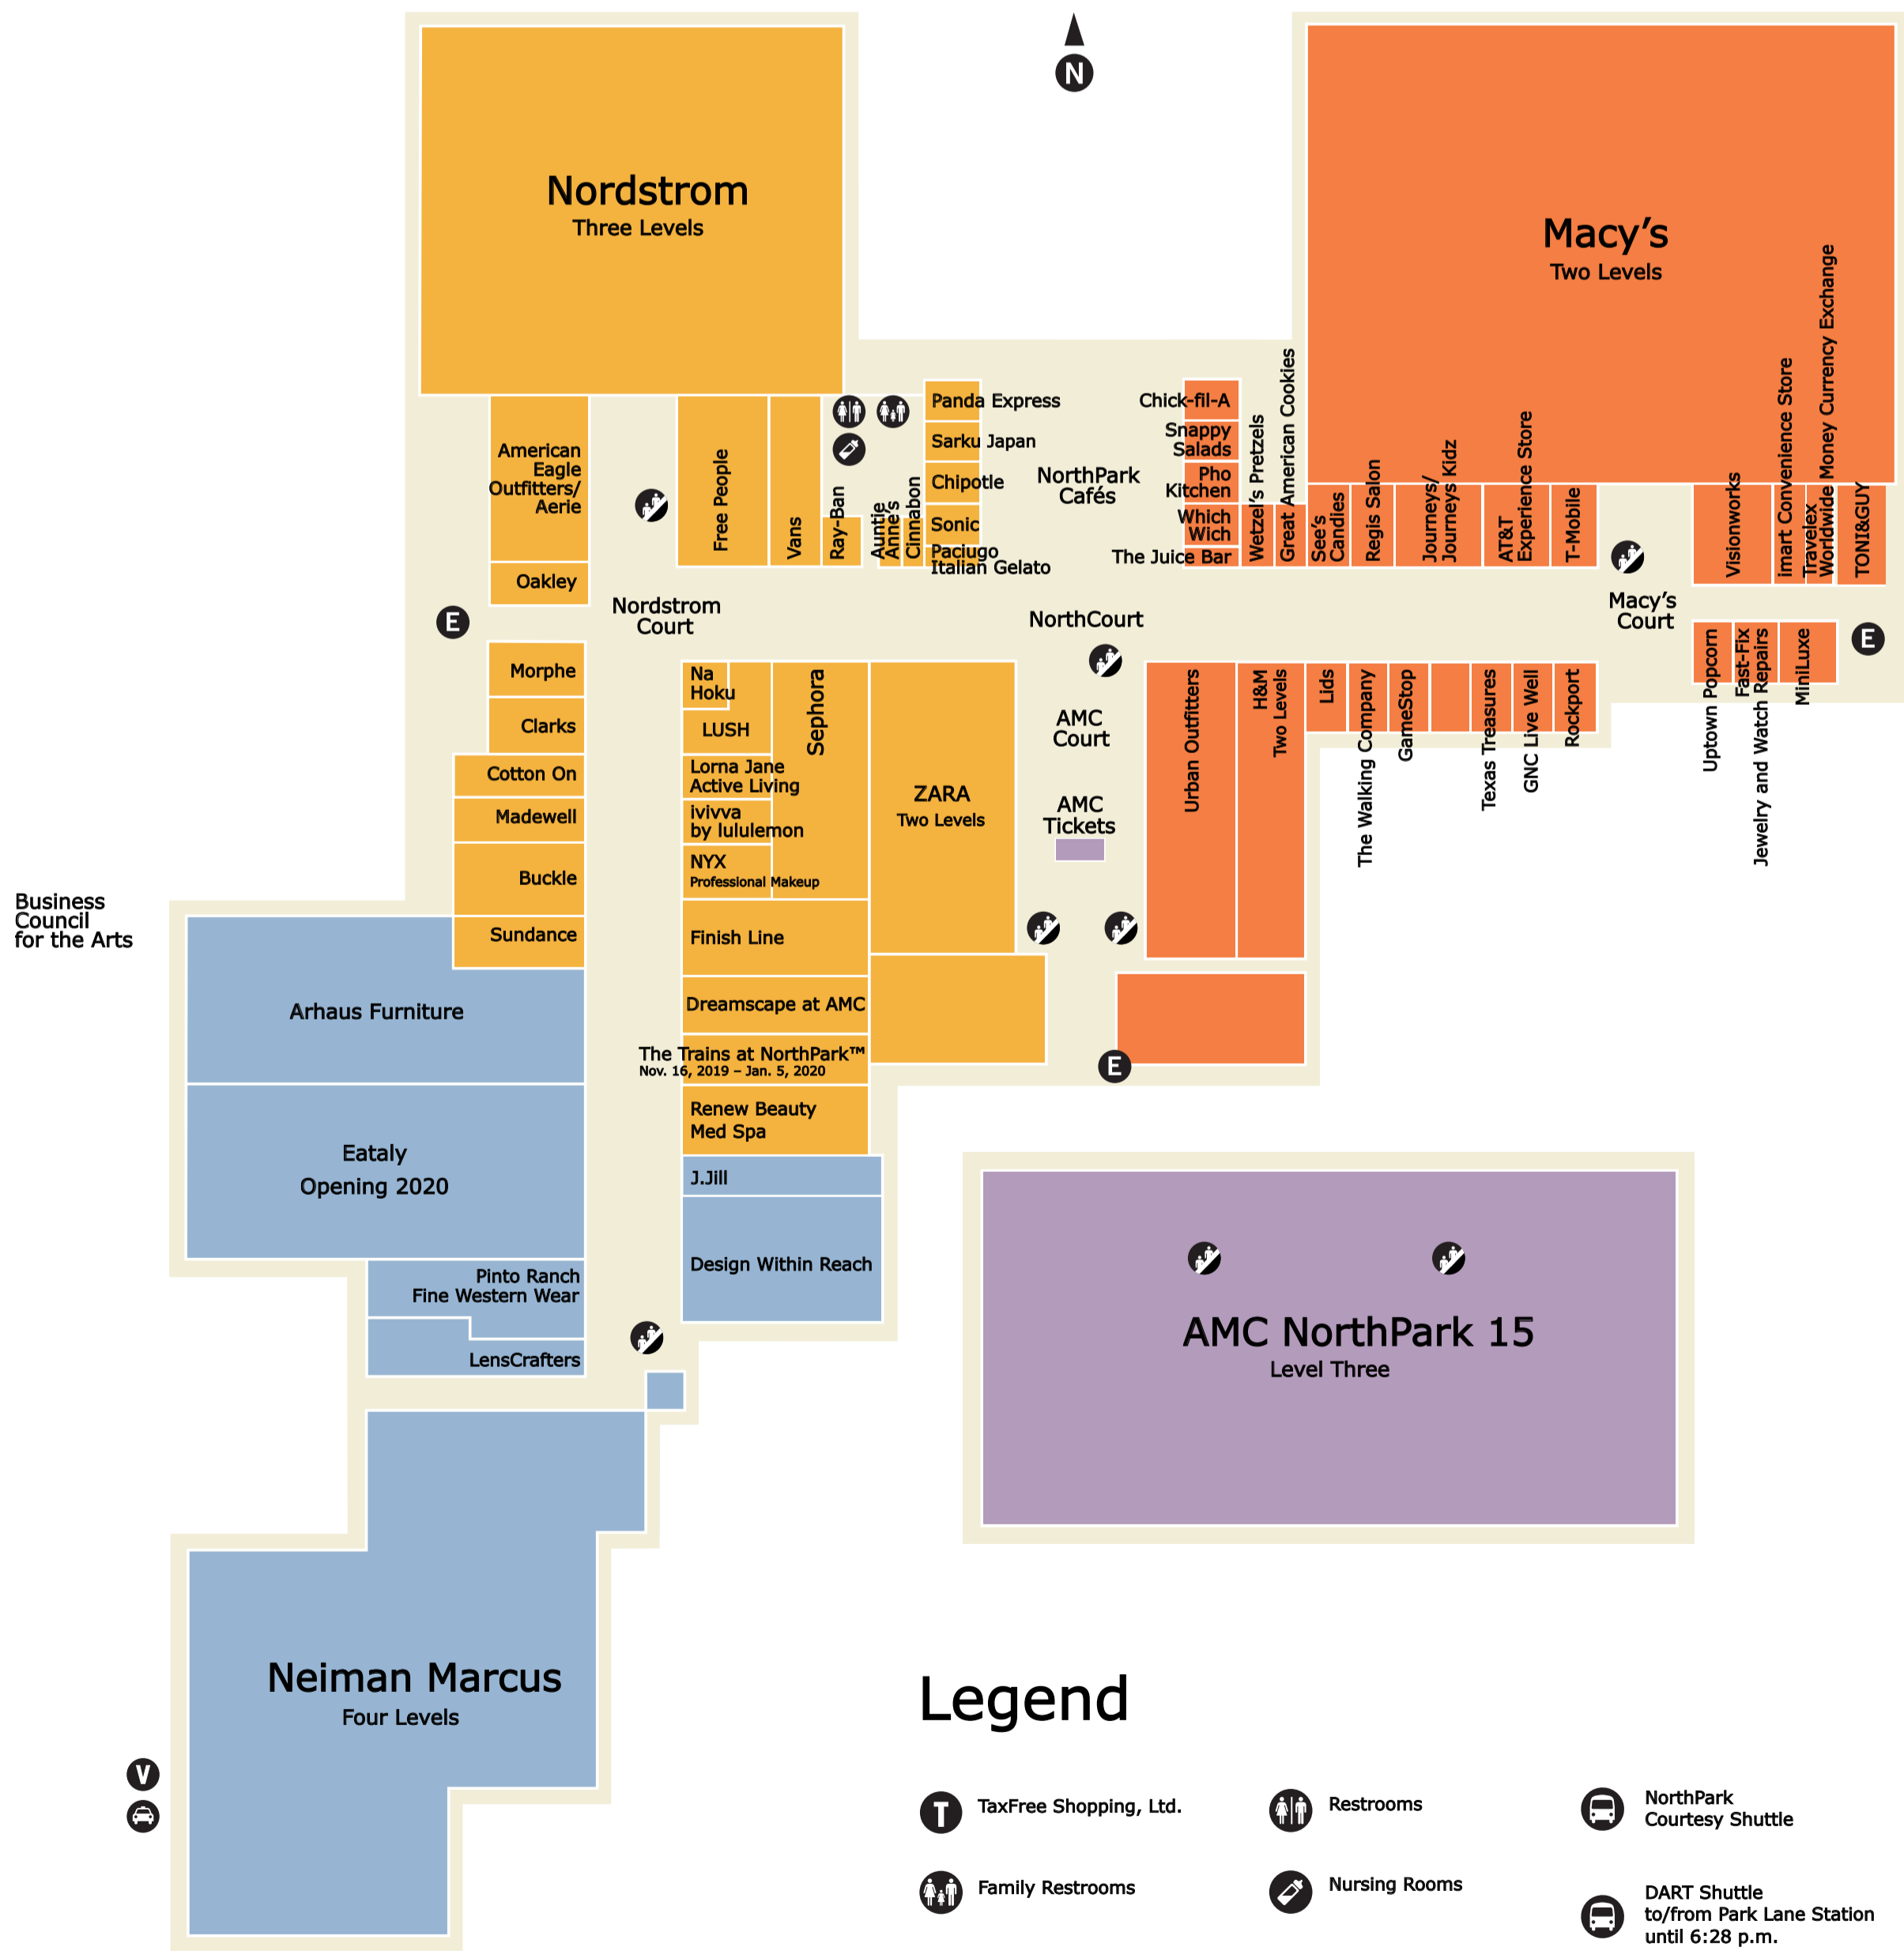 N
Nordstrom
Three Levels
Macy's
Two Levels
American
Eagle
Outfitters/
Aerie
Oakley
Free People
Vans
Ray-Ban
Auntie
Anne's
Cinnabon
Panda Express
Sarku Japan
Chipotle
Sonic
Paciugo
Italian Gelato
NorthPark
Cafés
Chick-fil-A
Snappy
Salads
Pho
Kitchen
Which
Wich
The Juice Bar
Wetzel's Pretzels
Great American Cookies
See's
Candies
Regis Salon
Journeys/
Journeys Kidz
AT&T
Experience Store
T-Mobile
Visionworks
imart Convenience Store
Travelex
Worldwide Money Currency Exchange
TONI&GUY
E
Nordstrom
Court
NorthCourt
Macy's
Court
E
Morphe
Clarks
Cotton On
Madewell
Buckle
Sundance
Na
Hoku
LUSH
Lorna Jane
Active Living
ivivva
by lululemon
NYX
Professional Makeup
Sephora
ZARA
Two Levels
AMC
Court
AMC
Tickets
Urban Outfitters
H&M
Two Levels
Lids
The Walking Company
GameStop
Texas Treasures
GNC Live Well
Rockport
Uptown Popcorn
Fast-Fix
Jewelry and Watch Repairs
MiniLuxe
Business
Council
for the Arts
Finish Line
Dreamscape at AMC
The Trains at NorthPark™
Nov. 16, 2019 – Jan. 5, 2020
Renew Beauty
Med Spa
E
Arhaus Furniture
Eataly
Opening 2020
J.Jill
Design Within Reach
Pinto Ranch
Fine Western Wear
LensCrafters
AMC NorthPark 15
Level Three
Neiman Marcus
Four Levels
V
Legend
T
TaxFree Shopping, Ltd.
Restrooms
NorthPark
Courtesy Shuttle
Family Restrooms
Nursing Rooms
DART Shuttle
to/from Park Lane Station
until 6:28 p.m.